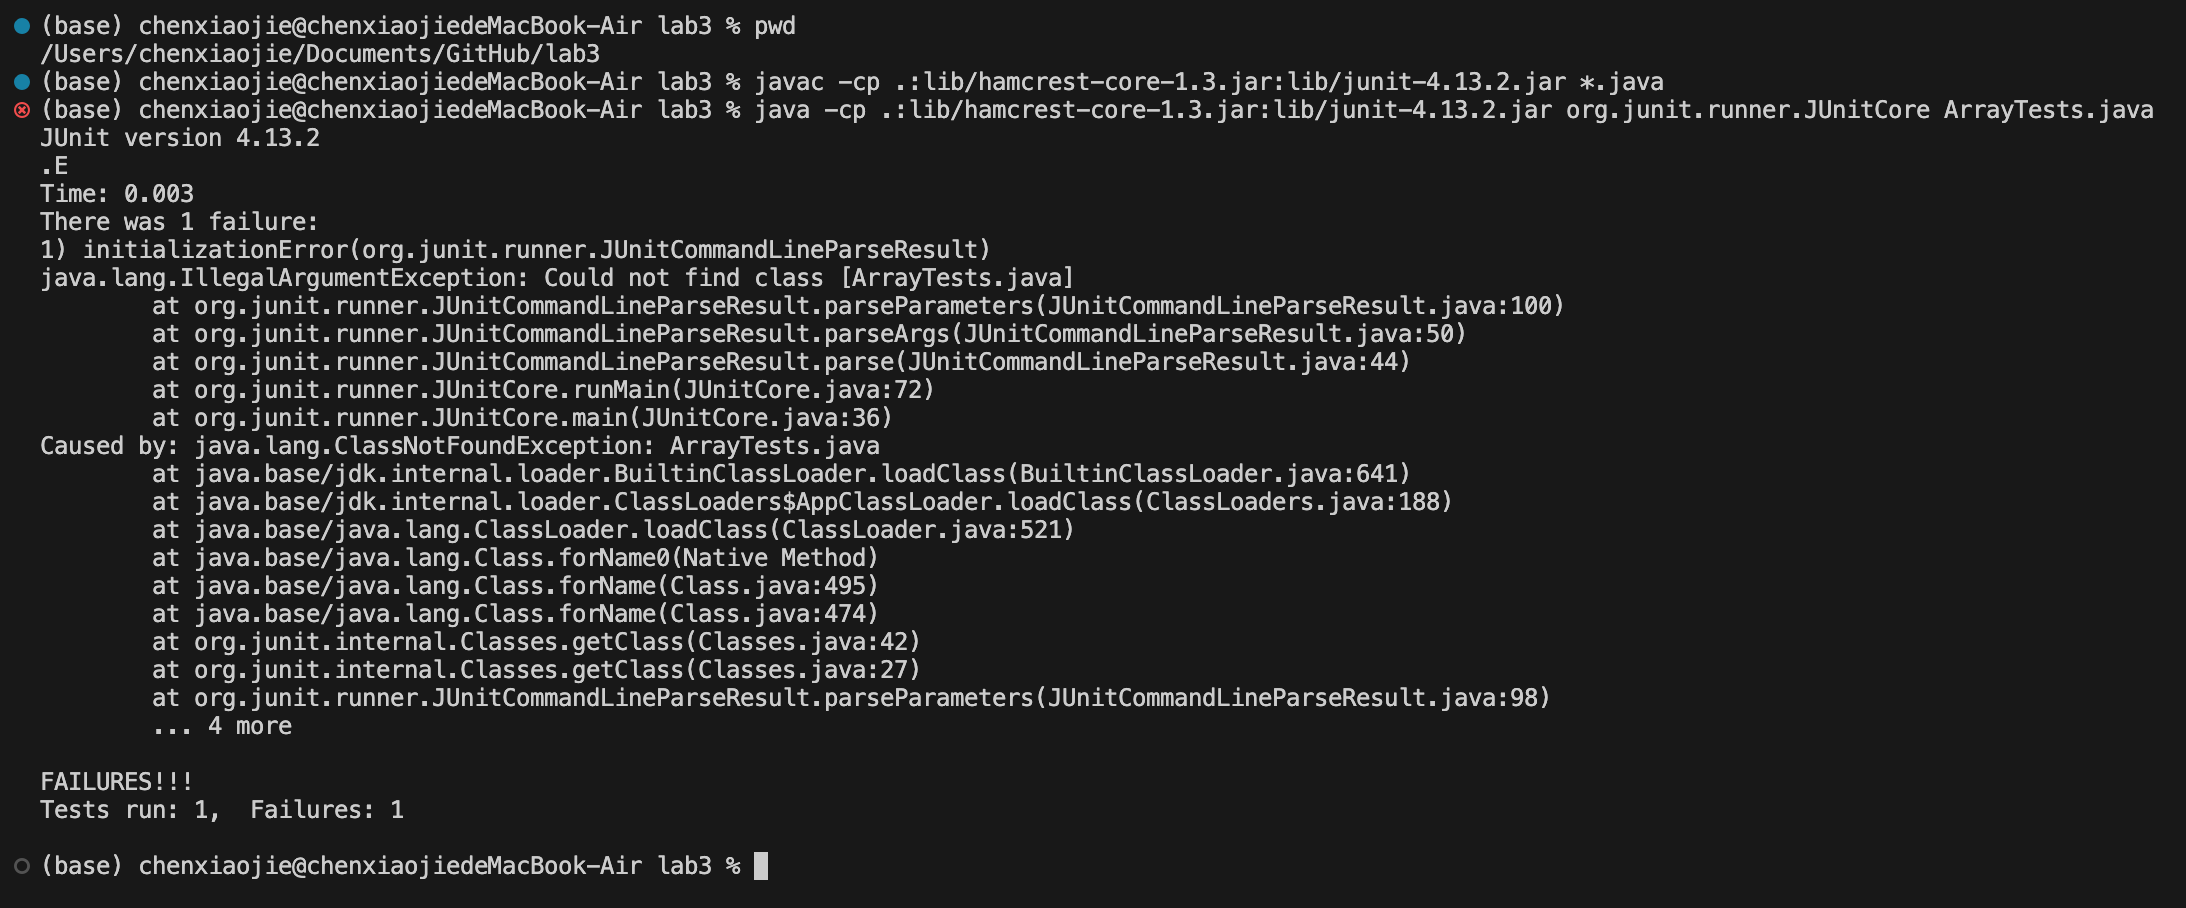 (base) chenxiaojie@chenxiaojiedeMacBook-Air lab3 % pwd
/Users/chenxiaojie/Documents/GitHub/lab3
(base) chenxiaojie@chenxiaojiedeMacBook-Air lab3 % javac -cp .:lib/hamcrest-core-1.3.jar:lib/junit-4.13.2.jar *.java
(base) chenxiaojie@chenxiaojiedeMacBook-Air lab3 % java -cp .:lib/hamcrest-core-1.3.jar:lib/junit-4.13.2.jar org.junit.runner.JUnitCore ArrayTests.java
JUnit version 4.13.2
.E
Time: 0.003
There was 1 failure:
1) initializationError(org.junit.runner.JUnitCommandLineParseResult)
java.lang.IllegalArgumentException: Could not find class [ArrayTests.java]
        at org.junit.runner.JUnitCommandLineParseResult.parseParameters(JUnitCommandLineParseResult.java:100)
        at org.junit.runner.JUnitCommandLineParseResult.parseArgs(JUnitCommandLineParseResult.java:50)
        at org.junit.runner.JUnitCommandLineParseResult.parse(JUnitCommandLineParseResult.java:44)
        at org.junit.runner.JUnitCore.runMain(JUnitCore.java:72)
        at org.junit.runner.JUnitCore.main(JUnitCore.java:36)
Caused by: java.lang.ClassNotFoundException: ArrayTests.java
        at java.base/jdk.internal.loader.BuiltinClassLoader.loadClass(BuiltinClassLoader.java:641)
        at java.base/jdk.internal.loader.ClassLoaders$AppClassLoader.loadClass(ClassLoaders.java:188)
        at java.base/java.lang.ClassLoader.loadClass(ClassLoader.java:521)
        at java.base/java.lang.Class.forName0(Native Method)
        at java.base/java.lang.Class.forName(Class.java:495)
        at java.base/java.lang.Class.forName(Class.java:474)
        at org.junit.internal.Classes.getClass(Classes.java:42)
        at org.junit.internal.Classes.getClass(Classes.java:27)
        at org.junit.runner.JUnitCommandLineParseResult.parseParameters(JUnitCommandLineParseResult.java:98)
        ... 4 more
FAILURES!!!
Tests run: 1,  Failures: 1
(base) chenxiaojie@chenxiaojiedeMacBook-Air lab3 %